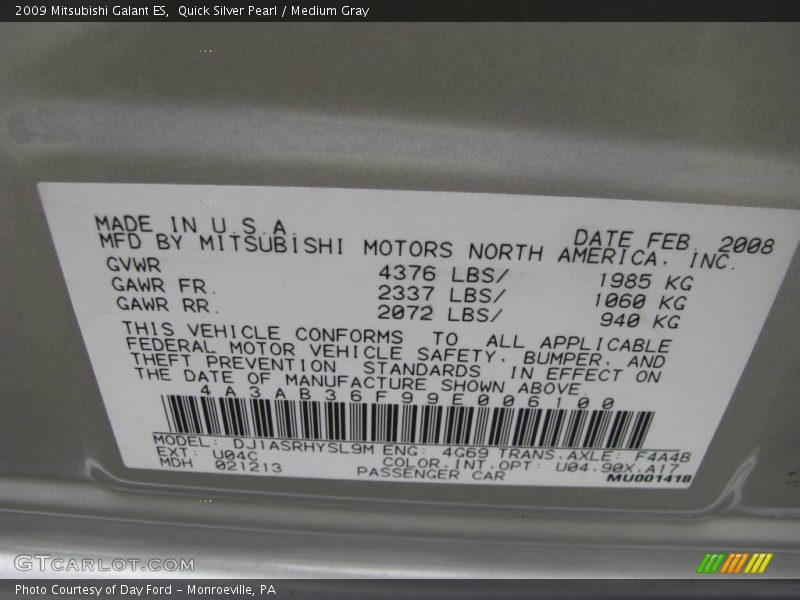 2009 Mitsubishi Galant ES,  Quick Silver Pearl / Medium Gray
MADE IN U.S.A. DATE FEB. 2008
MFD BY MITSUBISHI MOTORS NORTH AMERICA, INC.
GVWR 4376 LBS/ 1985 KG
GAWR FR. 2337 LBS/ 1060 KG
GAWR RR. 2072 LBS/ 940 KG
THIS VEHICLE CONFORMS TO ALL APPLICABLE
FEDERAL MOTOR VEHICLE SAFETY, BUMPER, AND
THEFT PREVENTION STANDARDS IN EFFECT ON
THE DATE OF MANUFACTURE SHOWN ABOVE.
4A3AB36F99E006100
MODEL: DJ1ASRHYSL9M ENG: 4G69 TRANS.AXLE: F4A4B
EXT: U04C COLOR.INT.OPT: U04.90X.A17
MDH 021213 PASSENGER CAR MU001418
GTCARLOT.COM
Photo Courtesy of Day Ford – Monroeville, PA